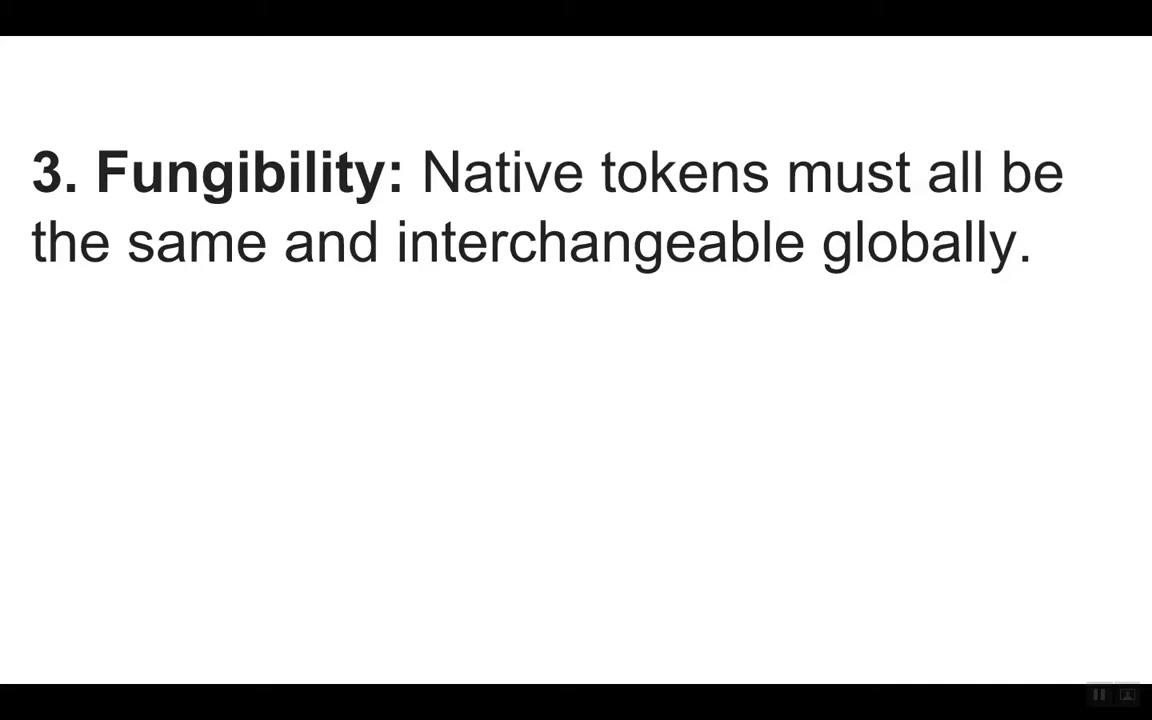 3. Fungibility: Native tokens must all be
the same and interchangeable globally.